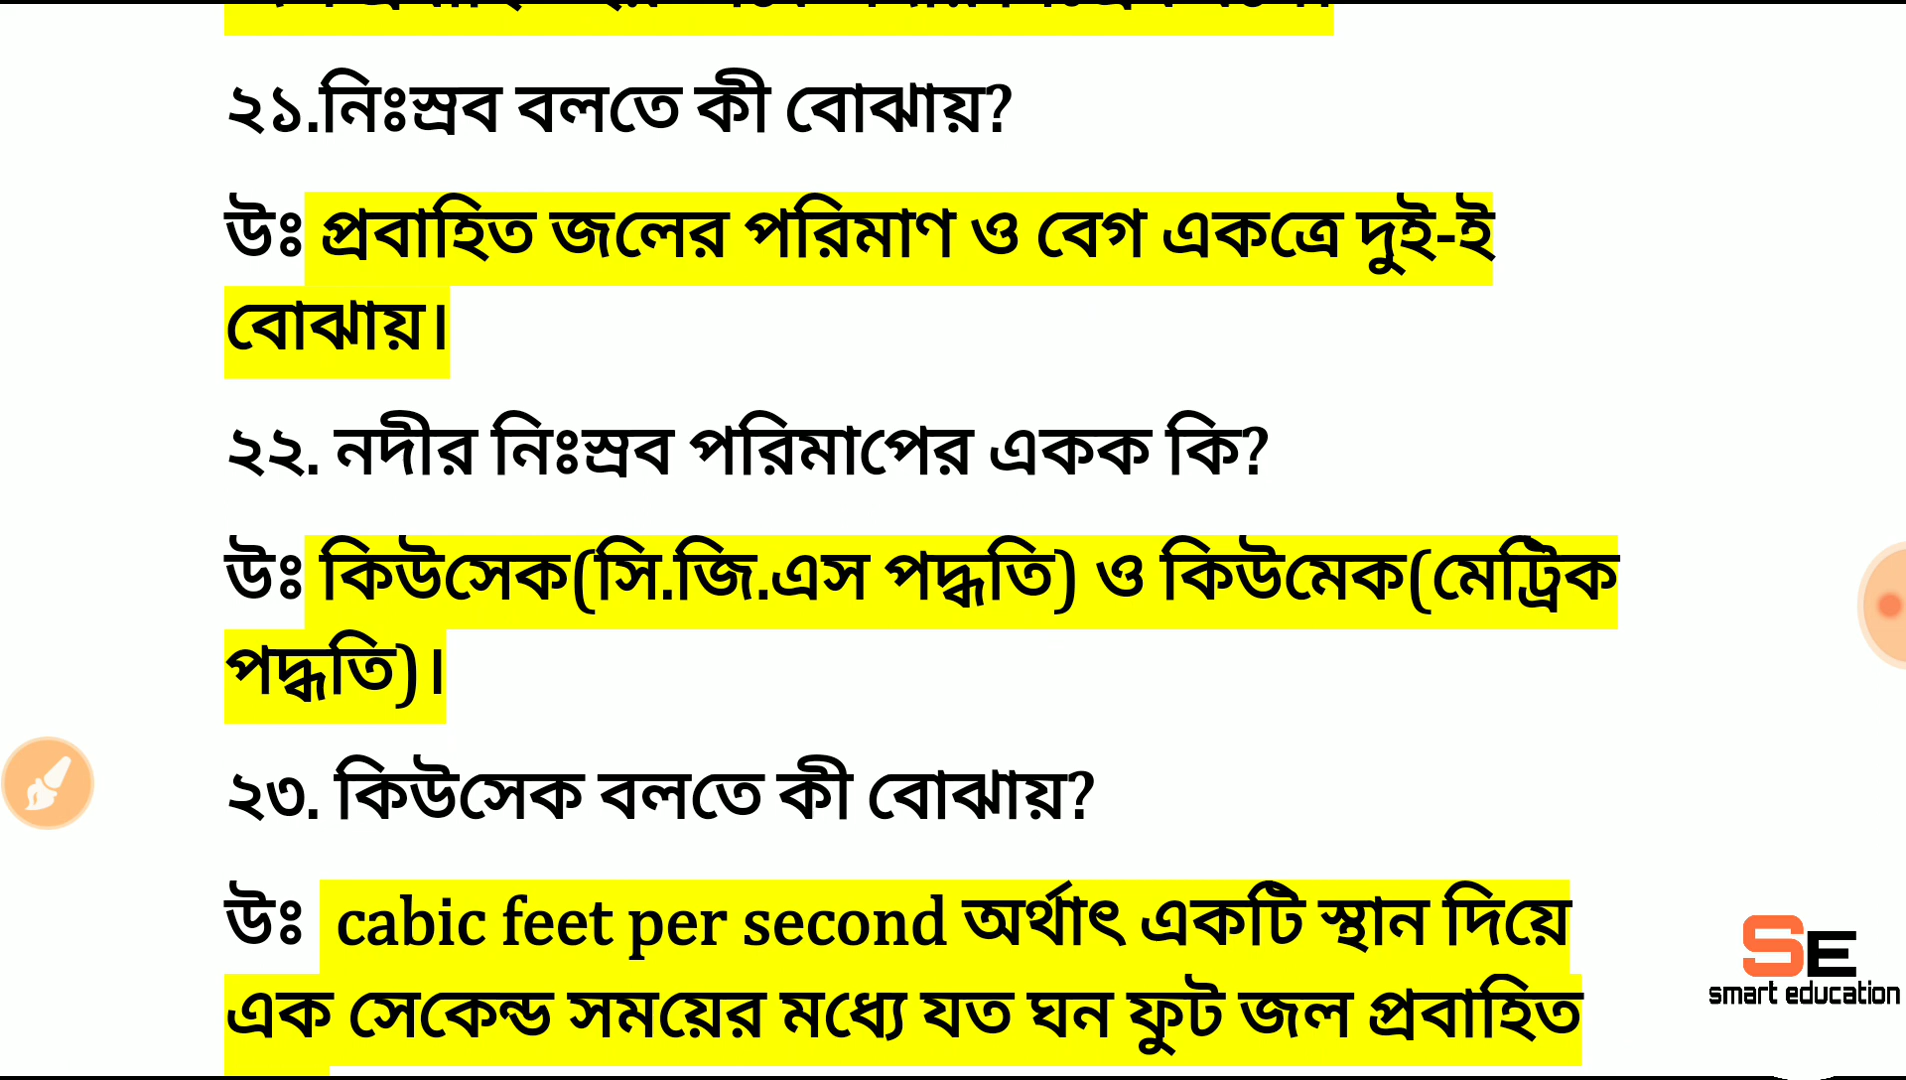 ২১.নিঃস্রব বলতে কী বোঝায়?
উঃ প্রবাহিত জলের পরিমাণ ও বেগ একত্রে দুই-ই
বোঝায়।
২২. নদীর নিঃস্রব পরিমাপের একক কি?
উঃ কিউসেক(সি.জি.এস পদ্ধতি) ও কিউমেক(মেট্রিক
পদ্ধতি)।
২৩. কিউসেক বলতে কী বোঝায়?
উঃ cabic feet per second অর্থাৎ একটি স্থান দিয়ে
এক সেকেন্ড সময়ের মধ্যে যত ঘন ফুট জল প্রবাহিত
SE
smart education